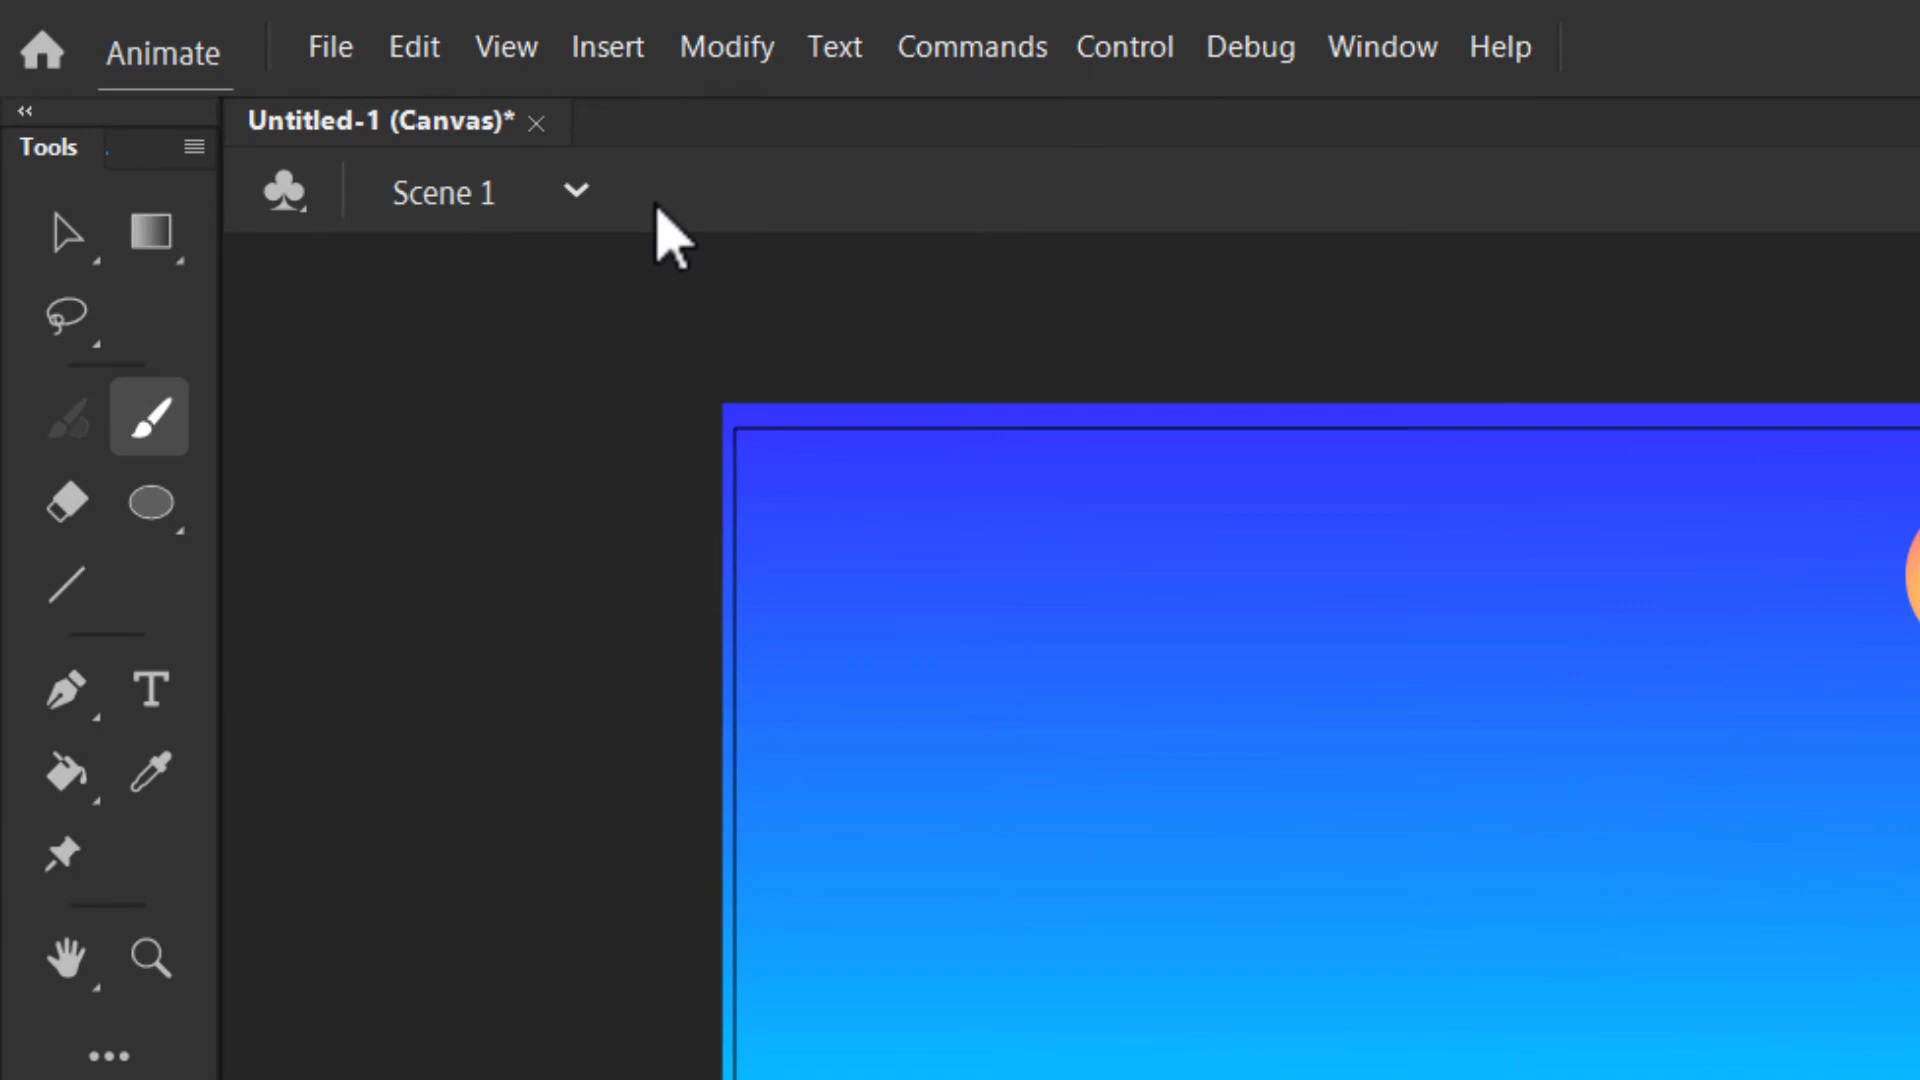 Animate File Edit View Insert Modify Text Commands Control Debug Window Help
Untitled-1 (Canvas)*
Tools
Scene 1